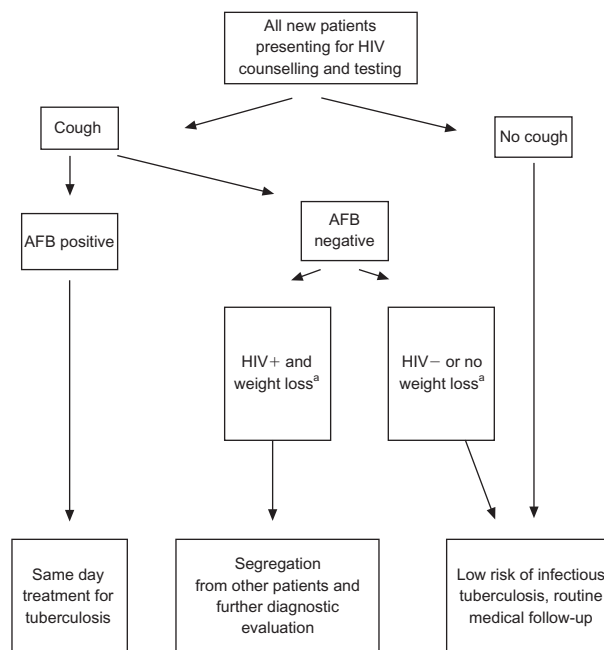 All new patients
presenting for HIV
counselling and testing
Cough
No cough
AFB positive
AFB
negative
HIV+ and
weight lossᵃ
HIV− or no
weight lossᵃ
Same day
treatment for
tuberculosis
Segregation
from other patients and
further diagnostic
evaluation
Low risk of infectious
tuberculosis, routine
medical follow-up